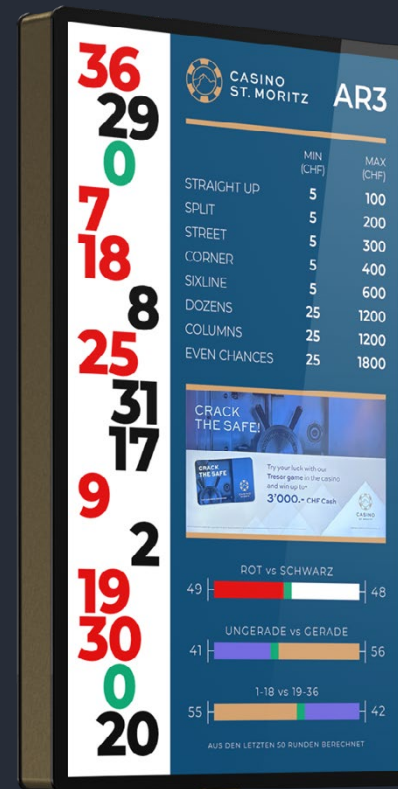 36
29
0
7
18
8
25
31
17
9
2
19
30
0
20
CASINO
ST. MORITZ
AR3
MIN
(CHF)
MAX
(CHF)
STRAIGHT UP 5 100
SPLIT 5 200
STREET 5 300
CORNER 5 400
SIXLINE 5 600
DOZENS 25 1200
COLUMNS 25 1200
EVEN CHANCES 25 1800
CRACK
THE SAFE!
CRACK
THE SAFE
Try your luck with our
Tresor game in the casino
and win up to-
3'000.- CHF Cash
CASINO
ROT vs SCHWARZ
49 48
UNGERADE vs GERADE
41 56
1-18 vs 19-36
55 42
AUS DEN LETZTEN 50 RUNDEN BERECHNET